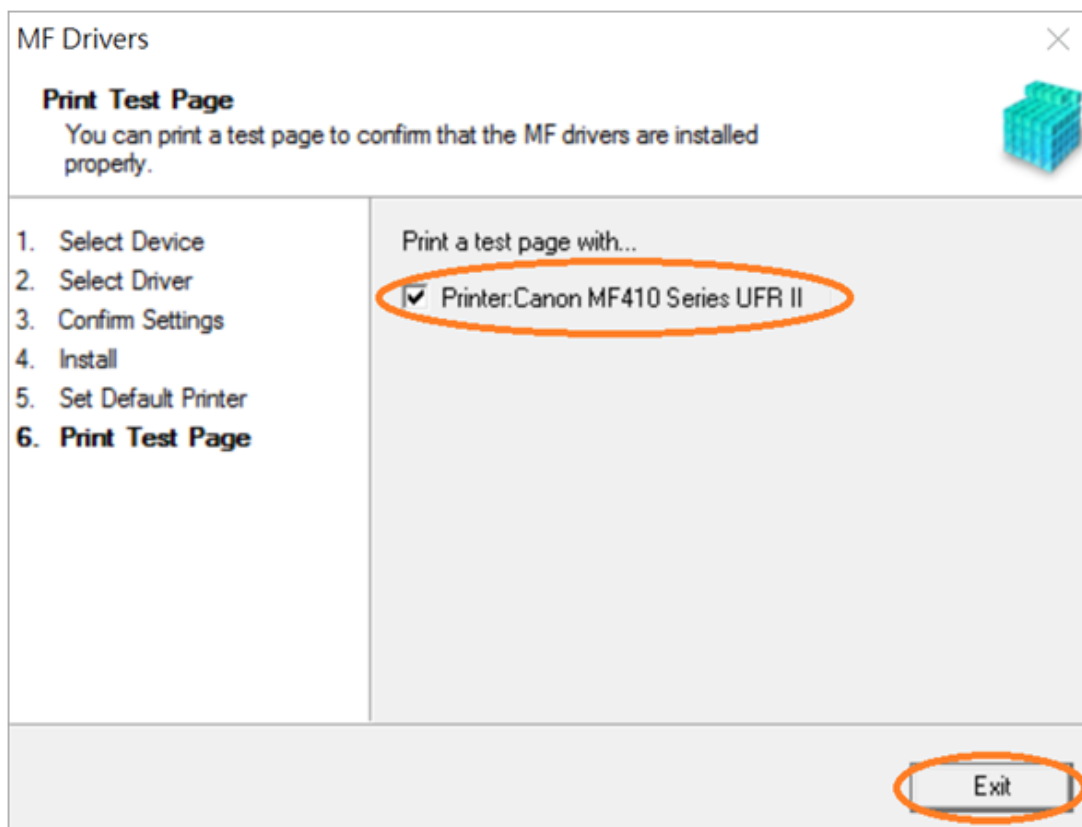 MF Drivers
Print Test Page
You can print a test page to confirm that the MF drivers are installed
properly.
1. Select Device
2. Select Driver
3. Confirm Settings
4. Install
5. Set Default Printer
6. Print Test Page
Print a test page with...
Printer:Canon MF410 Series UFR II
Exit